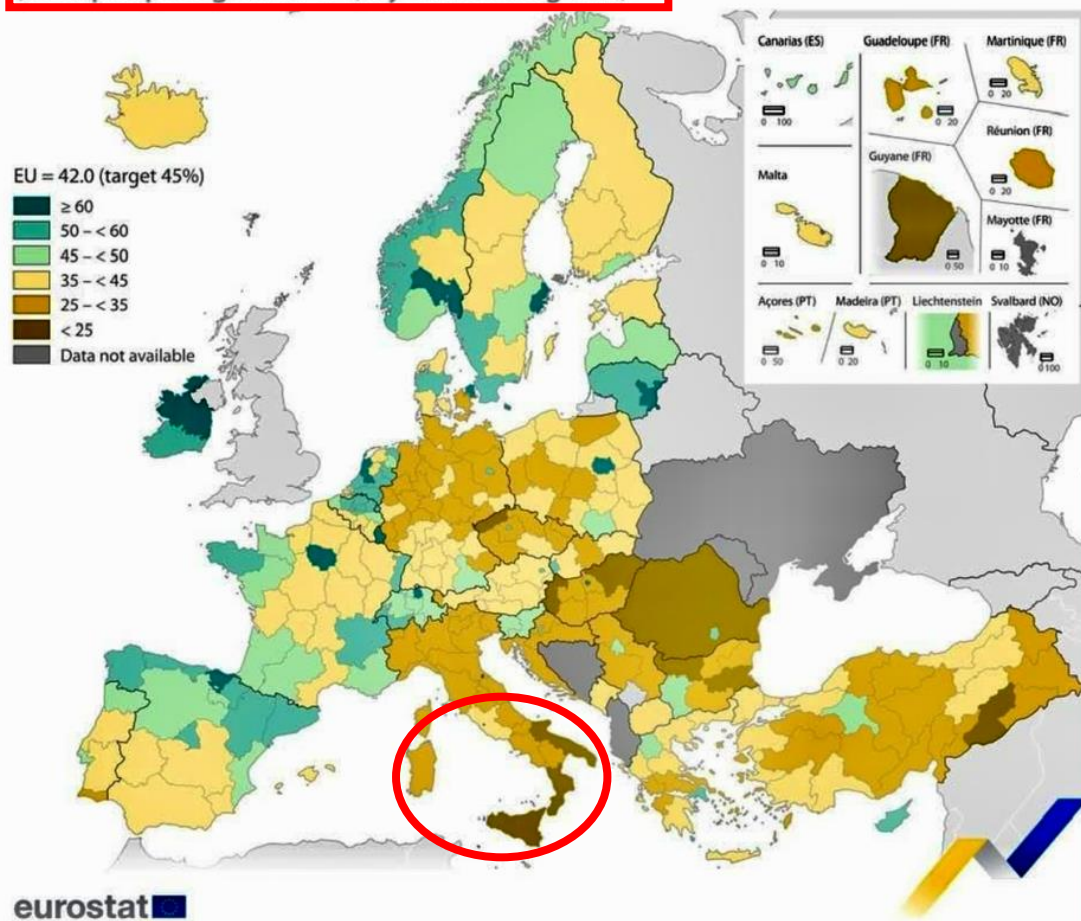 Canarias (ES)
0 100
Guadeloupe (FR)
0 20
Martinique (FR)
0 20
Réunion (FR)
0 20
Guyane (FR)
0 50
Malta
0 10
Mayotte (FR)
0 10
Açores (PT)
0 50
Madeira (PT)
0 20
Liechtenstein
0 10
Svalbard (NO)
0 100
EU = 42.0 (target 45%)
≥ 60
50 – < 60
45 – < 50
35 – < 45
25 – < 35
< 25
Data not available
eurostat